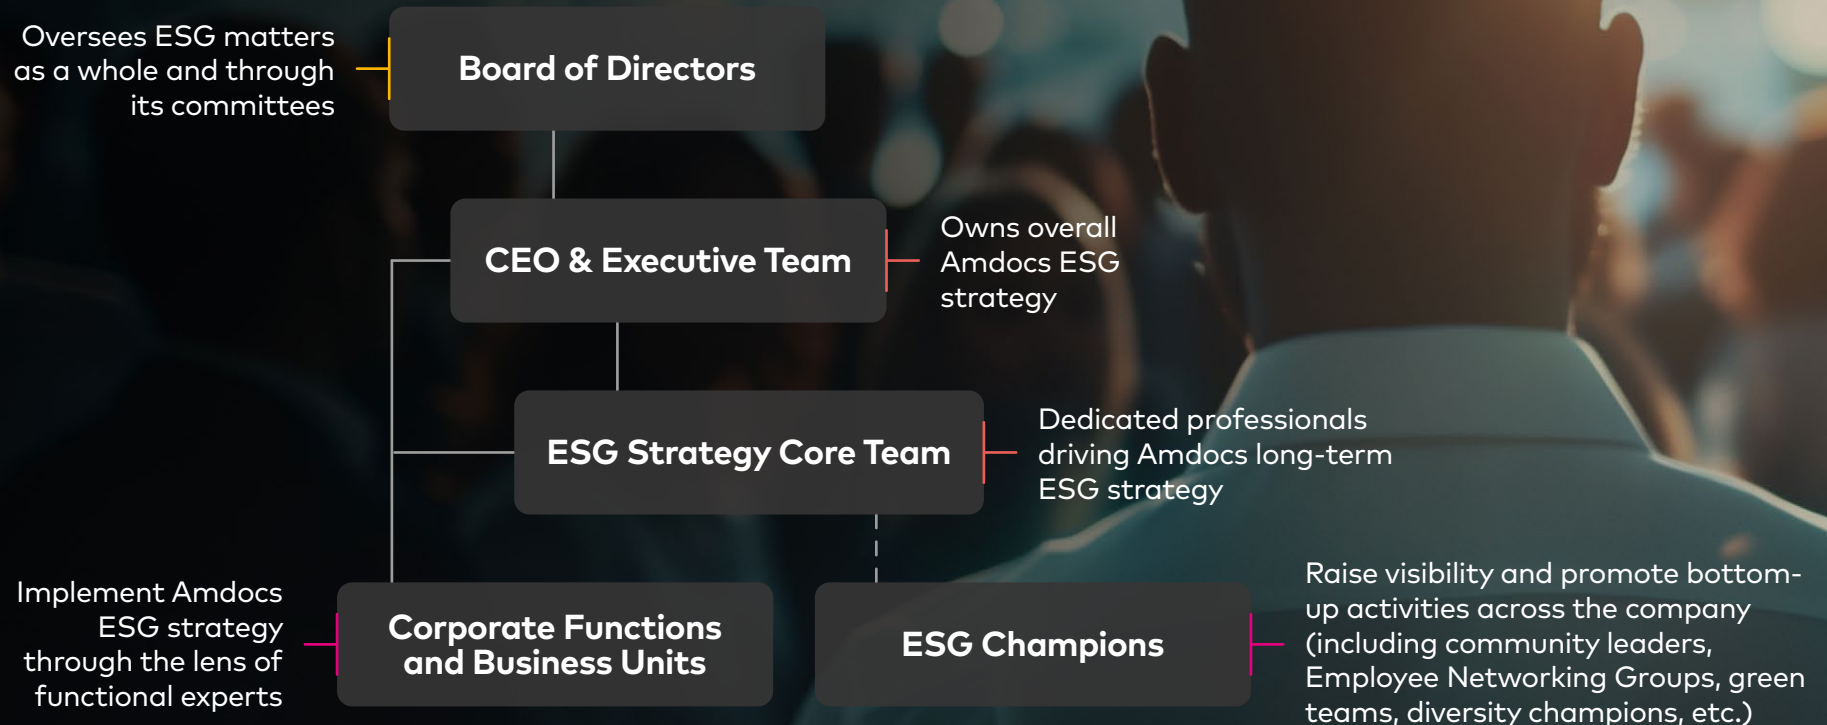 Oversees ESG matters
as a whole and through
its committees
Board of Directors
CEO & Executive Team
Owns overall
Amdocs ESG
strategy
ESG Strategy Core Team
Dedicated professionals
driving Amdocs long-term
ESG strategy
Implement Amdocs
ESG strategy
through the lens of
functional experts
Corporate Functions
and Business Units
ESG Champions
Raise visibility and promote bottom-
up activities across the company
(including community leaders,
Employee Networking Groups, green
teams, diversity champions, etc.)